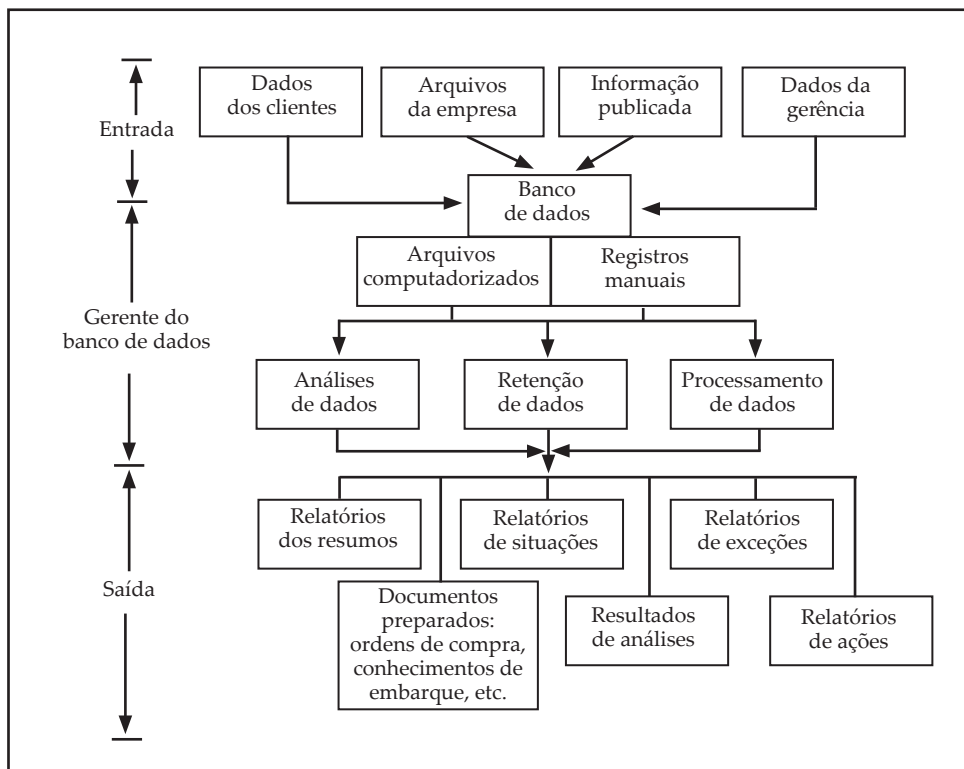 Entrada
Dados
dos clientes
Arquivos
da empresa
Informação
publicada
Dados da
gerência
Banco
de dados
Arquivos
computadorizados
Registros
manuais
Gerente do
banco de dados
Análises
de dados
Retenção
de dados
Processamento
de dados
Saída
Relatórios
dos resumos
Relatórios
de situações
Relatórios
de exceções
Documentos
preparados:
ordens de compra,
conhecimentos de
embarque, etc.
Resultados
de análises
Relatórios
de ações